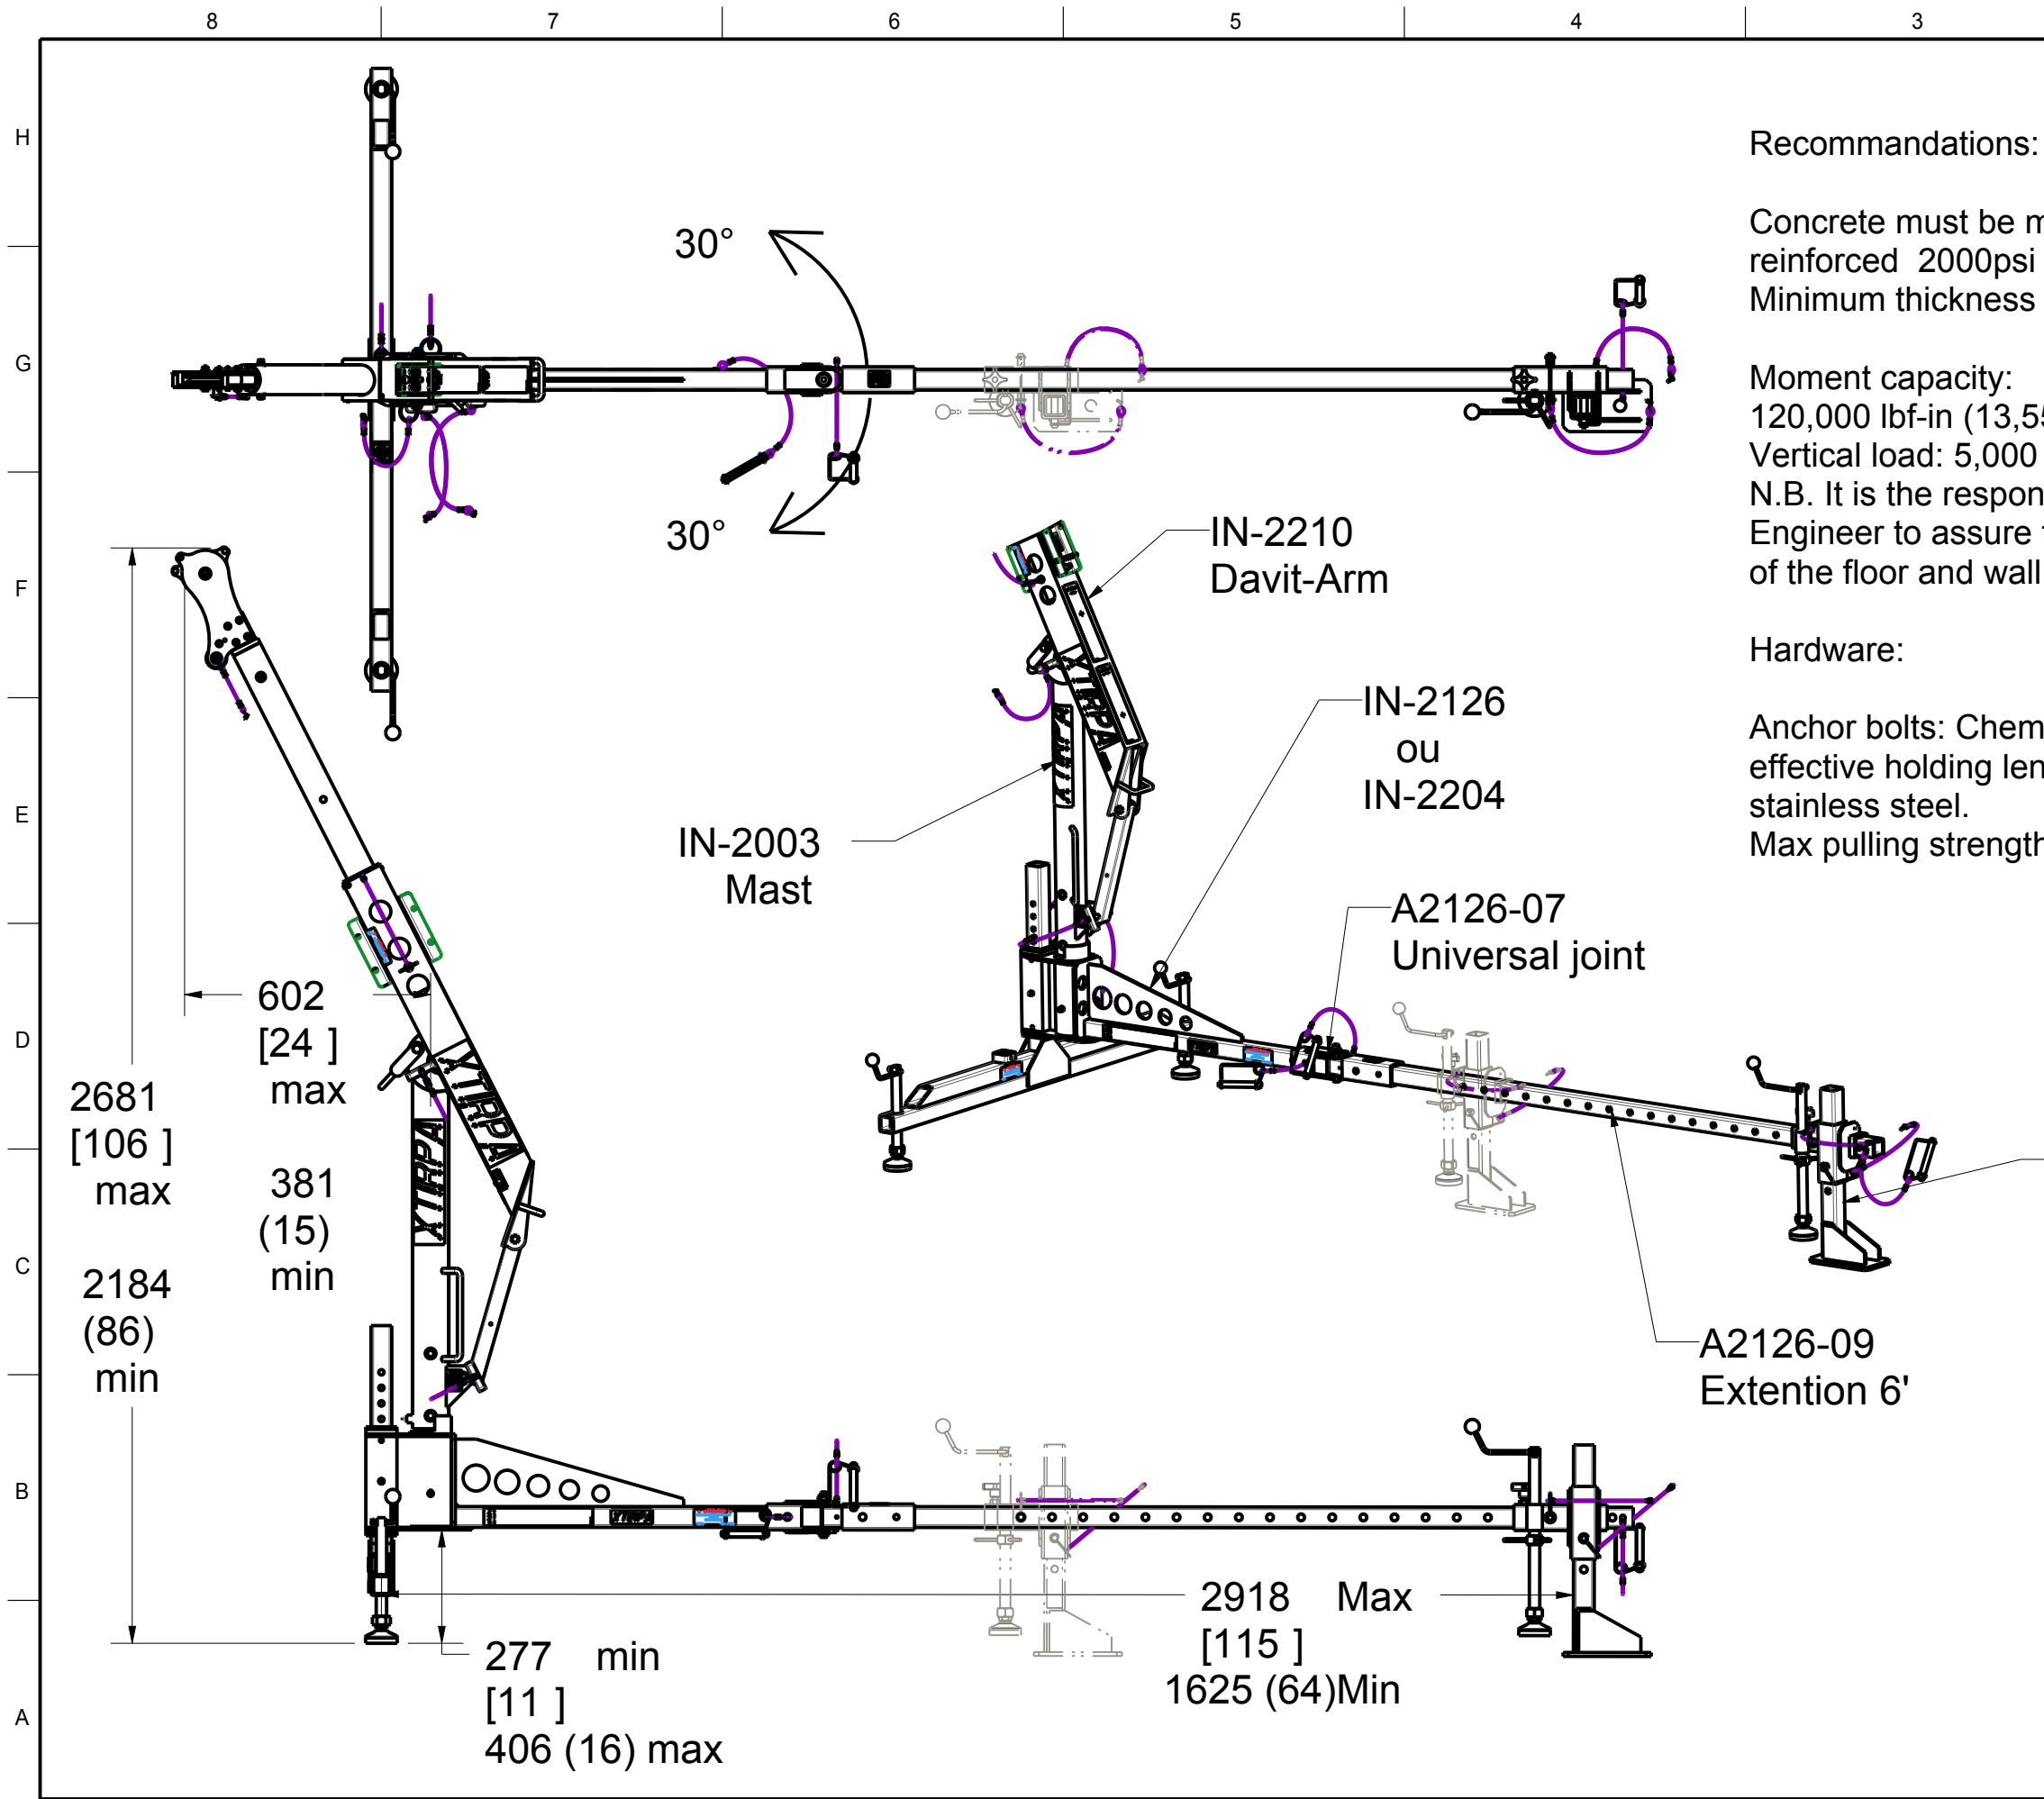 8 7 6 5 4 3
H
G
F
E
D
C
B
A
30°
30°
Recommandations:
Concrete must be m
reinforced 2000psi
Minimum thickness
Moment capacity:
120,000 lbf-in (13,55
Vertical load: 5,000
N.B. It is the respon
Engineer to assure
of the floor and wall
Hardware:
Anchor bolts: Chem
effective holding len
stainless steel.
Max pulling strength
IN-2210
Davit-Arm
IN-2126
ou
IN-2204
IN-2003
Mast
A2126-07
Universal joint
A2126-09
Extention 6'
XTIRPA
XTIRPA
602
[24 ]
max
381
(15)
min
2681
[106 ]
max
2184
(86)
min
XTIRPA
XTIRPA
XTIRPA
277 min
[11 ]
406 (16) max
2918 Max
[115 ]
1625 (64)Min